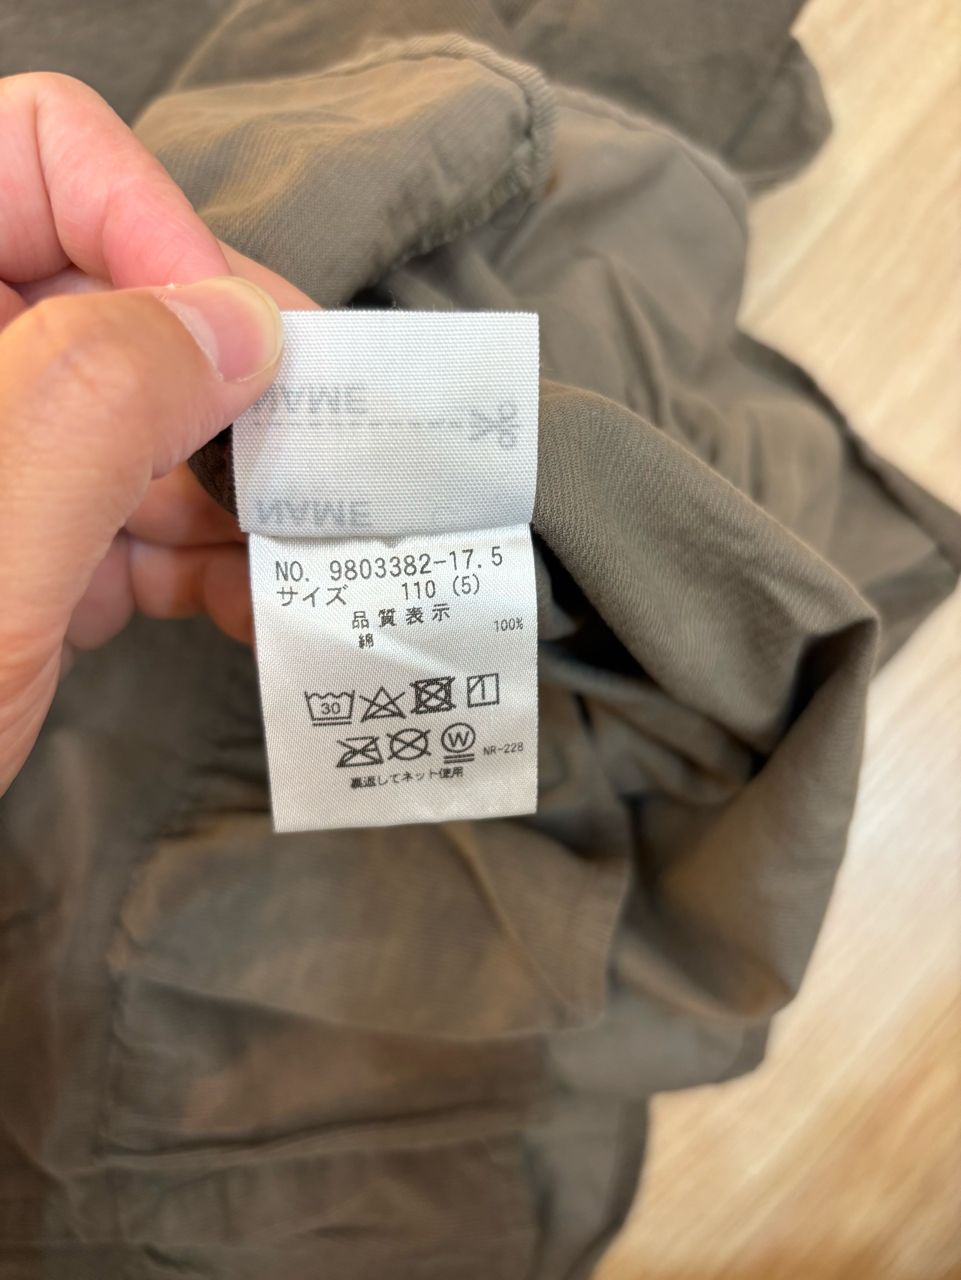 NAME
NAME
NO. 9803382-17.5
サイズ 110 (5)
品質表示
綿 100%
30
W NR-228
裏返してネット使用